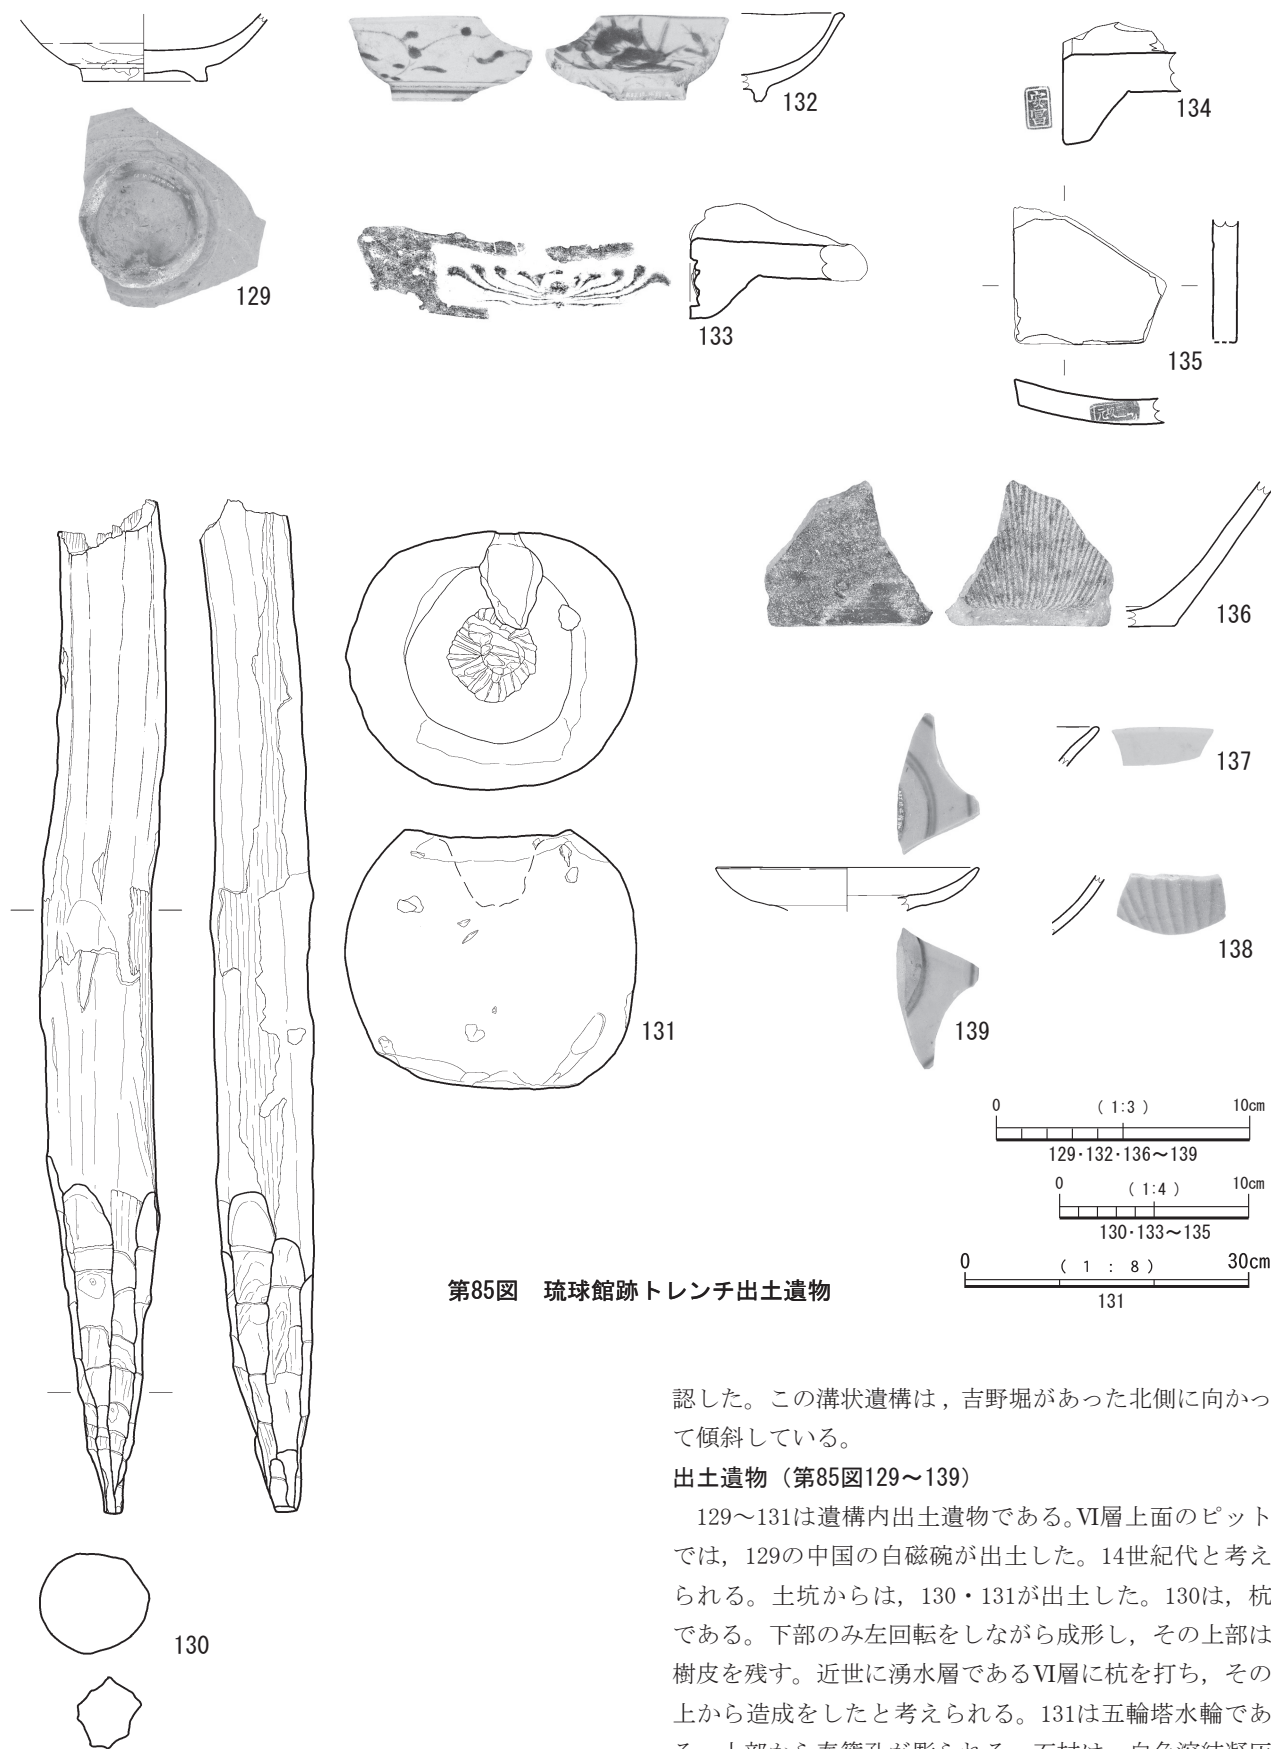 129
132
134
133
135
136
137
138
139
131
130
0 (1:3) 10cm
129・132・136～139
0 (1:4) 10cm
130・133～135
0 (1:8) 30cm
131
第85図　琉球館跡トレンチ出土遺物
認した。この溝状遺構は，吉野堀があった北側に向かっ
て傾斜している。
出土遺物（第85図129～139）
129～131は遺構内出土遺物である。Ⅵ層上面のピット
では，129の中国の白磁碗が出土した。14世紀代と考え
られる。土坑からは，130・131が出土した。130は，杭
である。下部のみ左回転をしながら成形し，その上部は
樹皮を残す。近世に湧水層であるⅥ層に杭を打ち，その
上から造成をしたと考えられる。131は五輪塔水輪であ